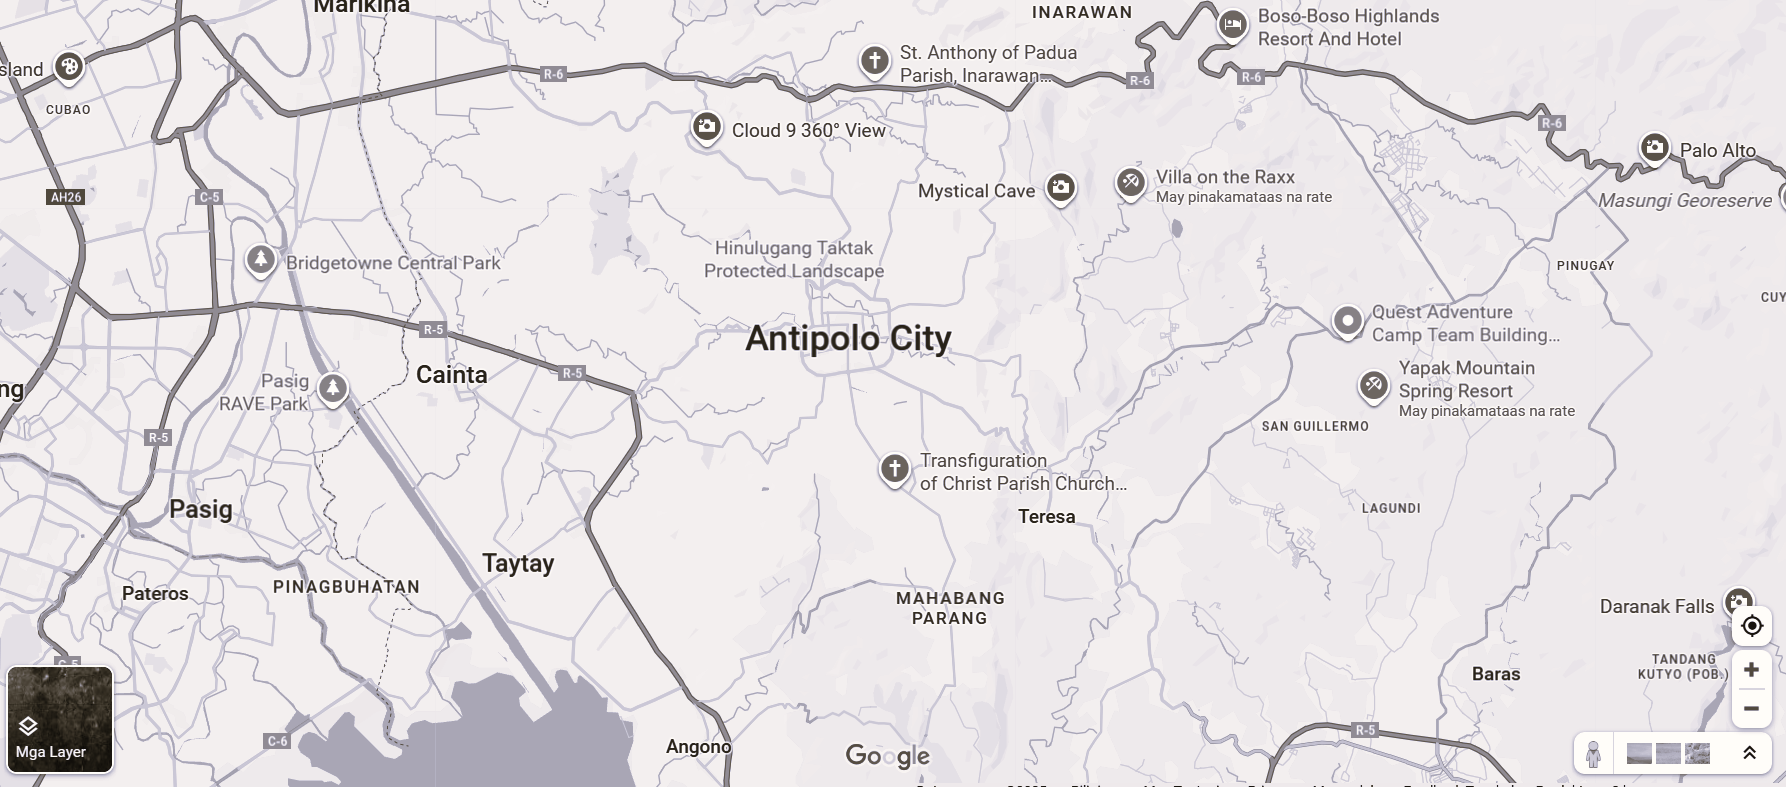 Marikina
INARAWAN
Boso-Boso Highlands
Resort And Hotel
St. Anthony of Padua
Parish, Inarawan...
sland
R-6
R-6
R-6
CUBAO
R-6
Cloud 9 360° View
Palo Alto
AH26
C-5
Mystical Cave
Villa on the Raxx
May pinakamataas na rate
Masungi Georeserve
Bridgetowne Central Park
Hinulugang Taktak
Protected Landscape
PINUGAY
CUY
R-5
Antipolo City
Quest Adventure
Camp Team Building...
Cainta
R-5
Yapak Mountain
Spring Resort
May pinakamataas na rate
ng
Pasig
RAVE Park
R-5
SAN GUILLERMO
Transfiguration
of Christ Parish Church...
Pasig
Teresa
LAGUNDI
Taytay
PINAGBUHATAN
Pateros
MAHABANG
PARANG
Daranak Falls
C-5
TANDANG
KUTYO (POB.)
Baras
Mga Layer
C-6
Angono
Google
R-5